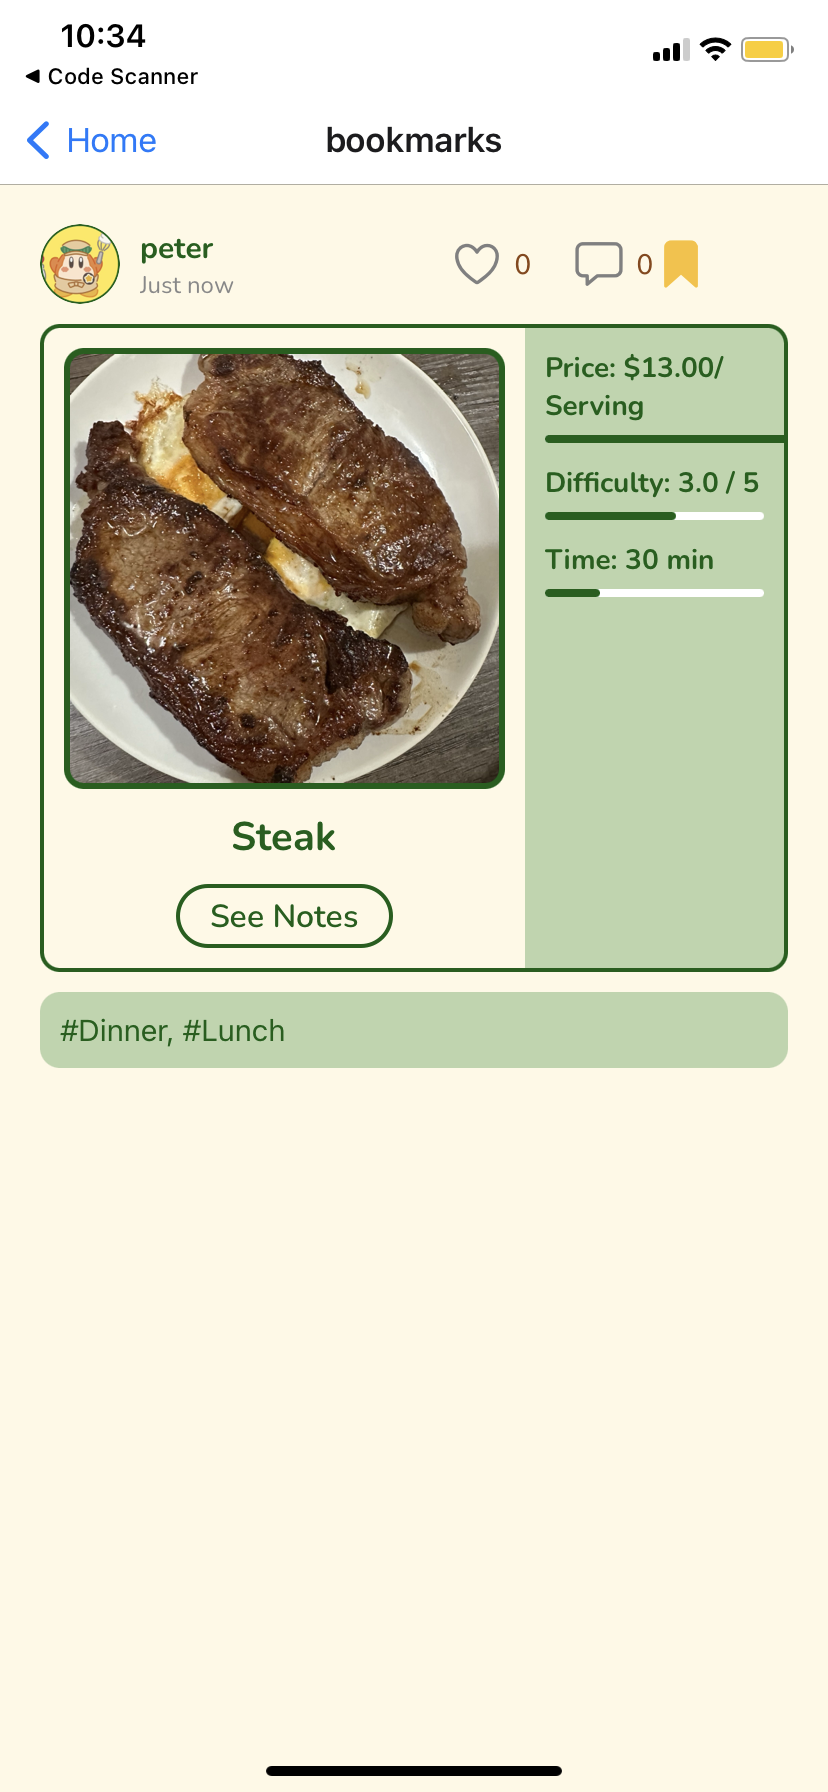 10:34
◀ Code Scanner
Home
bookmarks
peter
Just now
0
0
Price: $13.00/
Serving
Difficulty: 3.0 / 5
Time: 30 min
Steak
See Notes
#Dinner, #Lunch